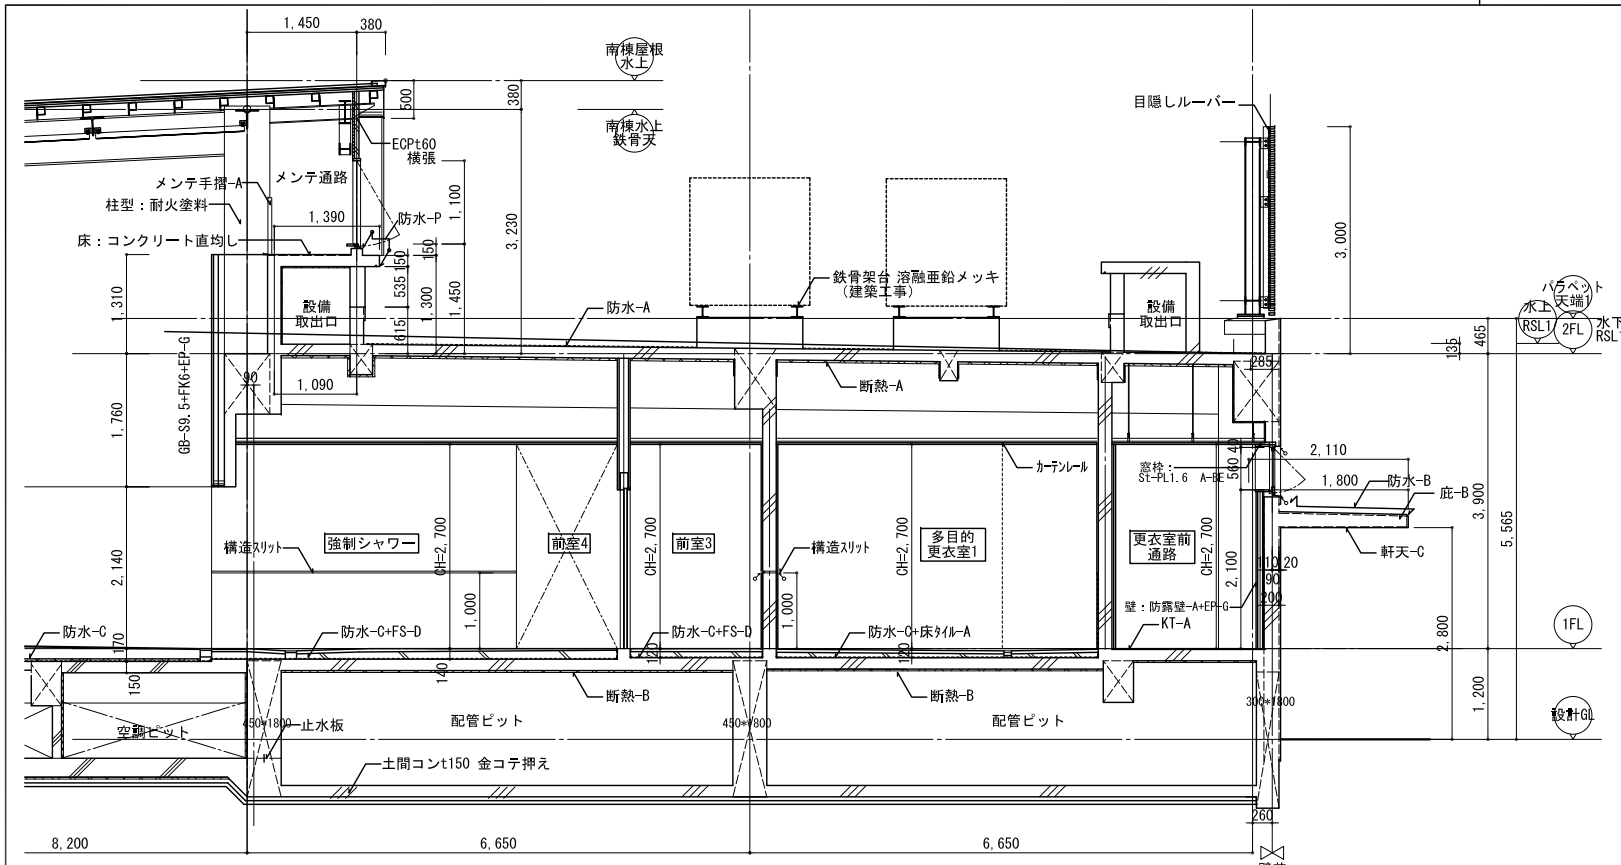 1,450
380
南棟屋根
水上
500
380
南棟水上
鉄骨天
目隠しルーバー
ECPt60
横張
メンテ手摺-A
メンテ通路
柱型：耐火塗料
1,390
防水-P
1,100
3,230
3,000
床：コンクリート直均し
150
150
535
1,300
1,450
615
鉄骨架台 溶融亜鉛メッキ
(建築工事)
設備
取出口
防水-A
設備
取出口
パラペット
天端1
水上
RSL1
2FL
水下
RSL1
1,310
465
135
285
90
1,090
断熱-A
GB-S9.5+FK6+EP-G
1,760
カーテンレール
窓枠：
St-PL1.6 A-BE
560
40
2,110
1,800
防水-B
庇-B
3,900
5,565
軒天-C
構造スリット
強制シャワー
CH=2,700
前室4
CH=2,700
前室3
構造スリット
CH=2,700
多目的
更衣室1
更衣室前
通路
CH=2,700
2,100
110
20
90
200
2,140
1,000
1,000
壁：防露壁-A+EP-G
KT-A
1FL
2,800
防水-C
170
防水-C+FS-D
防水-C+FS-D
120
防水-C+床タイル-A
120
150
140
断熱-B
断熱-B
1,200
空調ピット
450*1800
止水板
配管ピット
450*1800
配管ピット
300*1800
設計GL
土間コンt150 金コテ押え
260
8,200
6,650
6,650